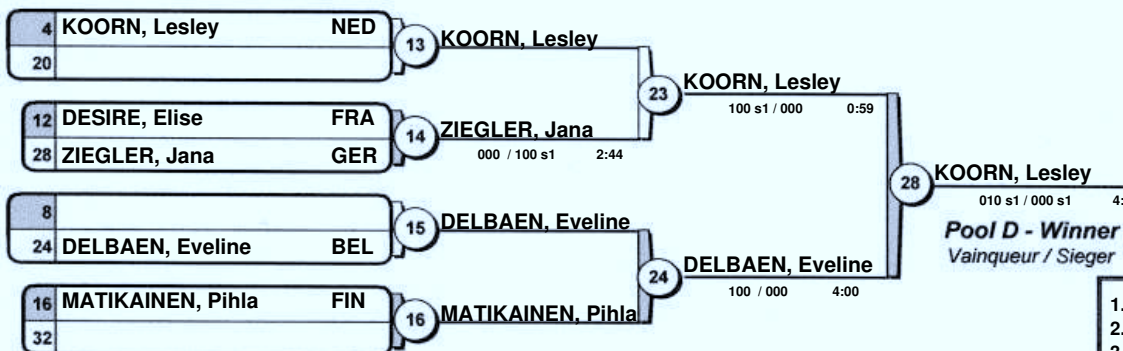 4 KOORN, Lesley NED
20
13 KOORN, Lesley
12 DESIRE, Elise FRA
28 ZIEGLER, Jana GER
14 ZIEGLER, Jana
000 / 100 s1 2:44
23 KOORN, Lesley
100 s1 / 000 0:59
8
24 DELBAEN, Eveline BEL
15 DELBAEN, Eveline
16 MATIKAINEN, Pihla FIN
32
16 MATIKAINEN, Pihla
24 DELBAEN, Eveline
100 / 000 4:00
28 KOORN, Lesley
010 s1 / 000 s1 4:
Pool D - Winner
Vainqueur / Sieger
1.
2.